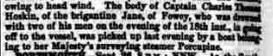 owing to head wind. The body of Captain Charles Thomas
Hoskin, of the brigantine Jane, of Fowey, who was drowned
with two of his men on the evening of the 18th inst., in getting
off to the vessel, was picked up last evening by a boat belong-
ing to her Majesty's surveying steamer Porcupine.